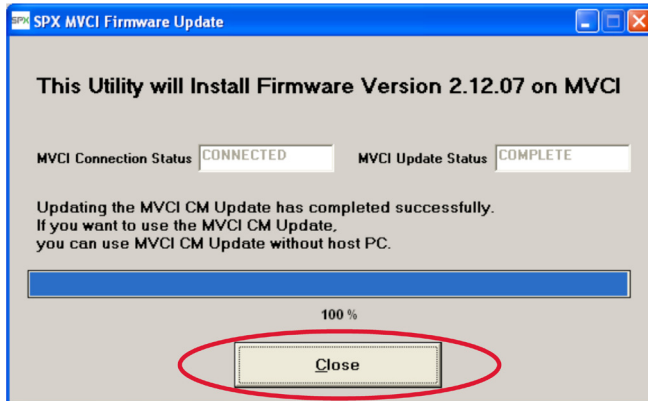 SPX SPX MVCI Firmware Update
This Utility will Install Firmware Version 2.12.07 on MVCI
MVCI Connection Status CONNECTED MVCI Update Status COMPLETE
Updating the MVCI CM Update has completed successfully.
If you want to use the MVCI CM Update,
you can use MVCI CM Update without host PC.
100 %
Close